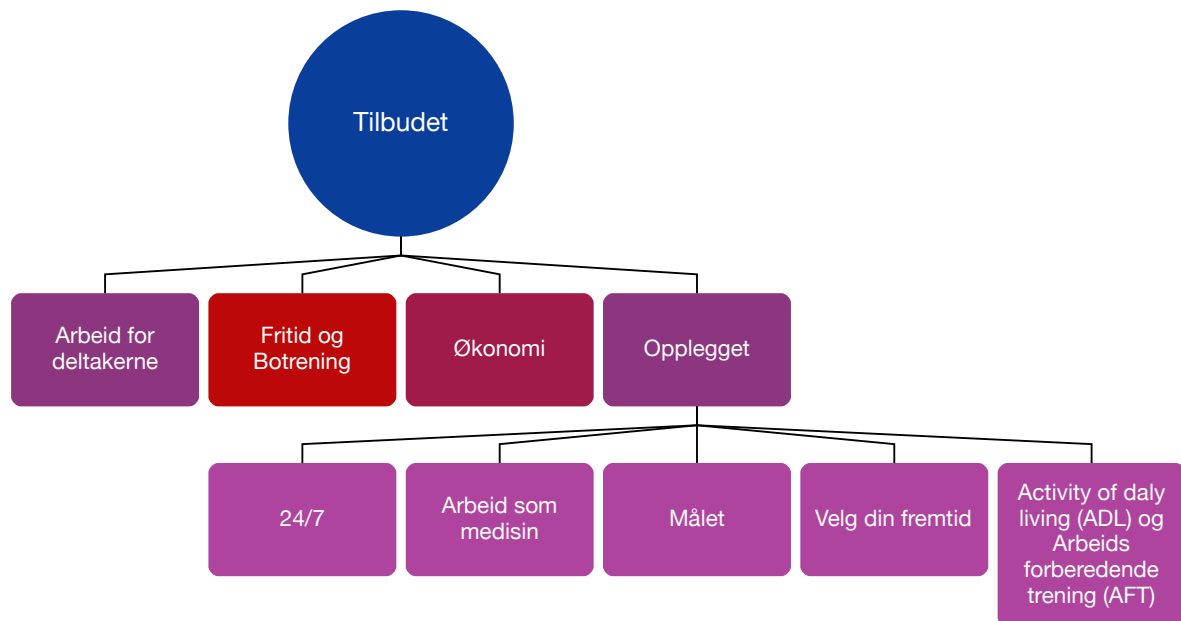 Tilbudet
Arbeid for
deltakerne
Fritid og
Botrening
Økonomi
Opplegget
24/7
Arbeid som
medisin
Målet
Velg din fremtid
Activity of daly
living (ADL) og
Arbeids
forberedende
trening (AFT)